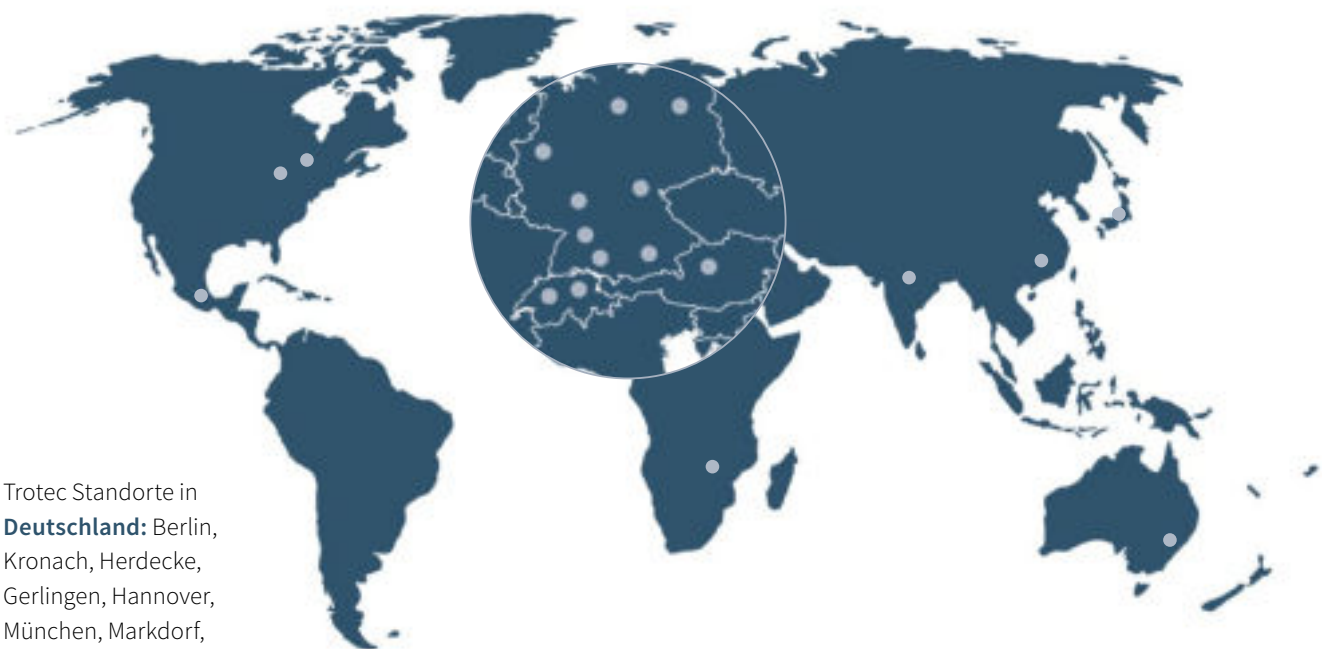 Trotec Standorte in
Deutschland: Berlin,
Kronach, Herdecke,
Gerlingen, Hannover,
München, Markdorf,